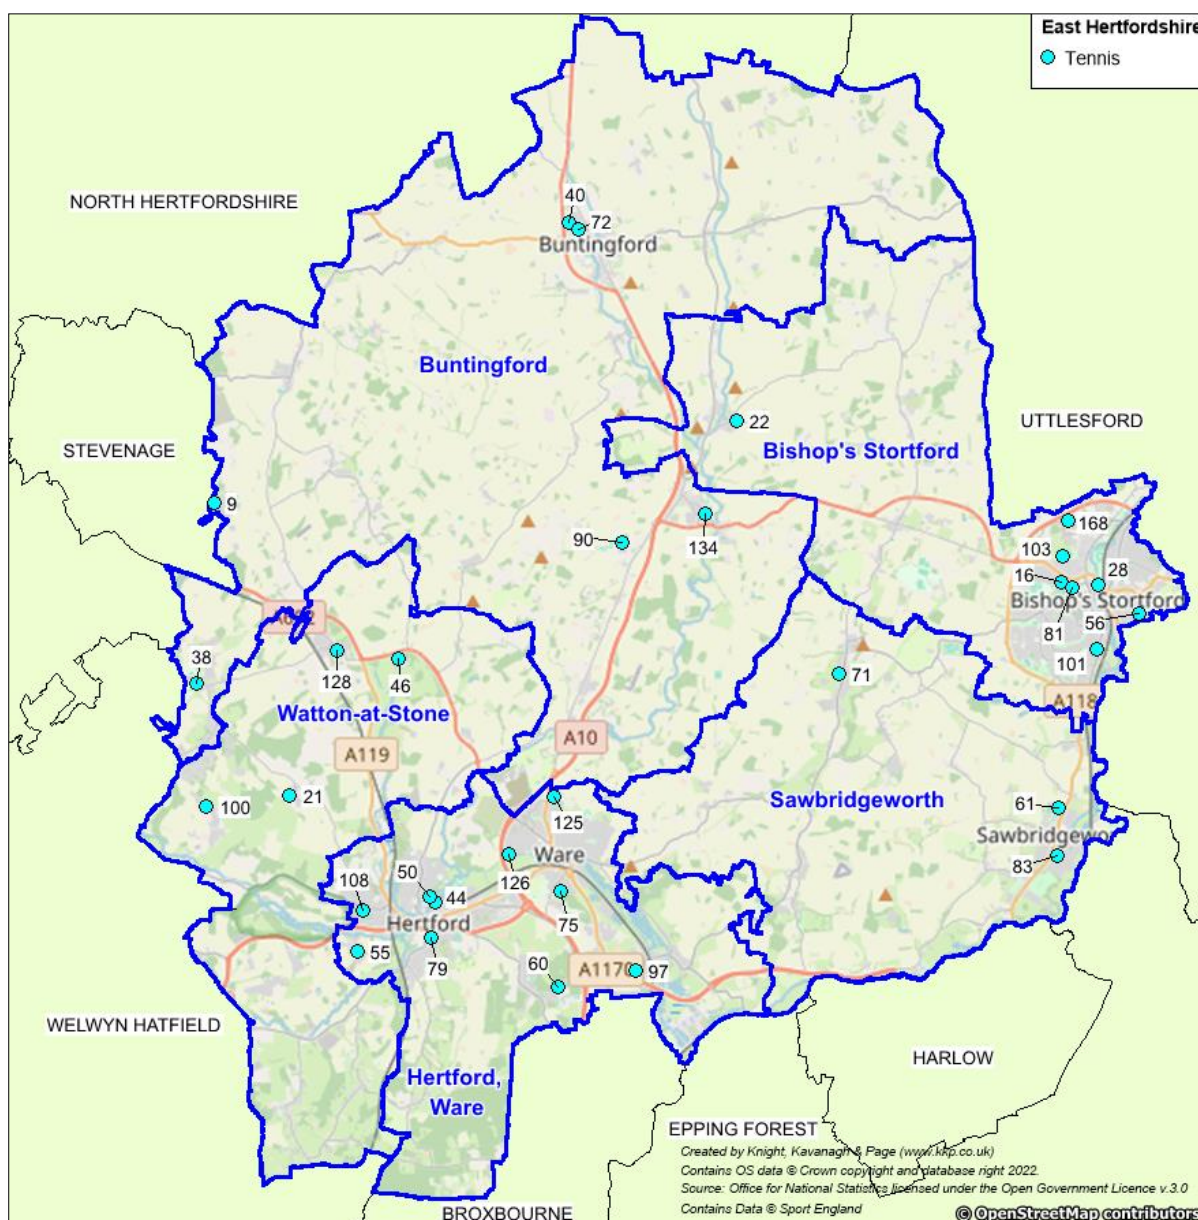 East Hertfordshire
Tennis
NORTH HERTFORDSHIRE
40
72
Buntingford
Buntingford
22
UTTLESFORD
STEVENAGE
Bishop's Stortford
9
134
90
168
103
16
28
Bishop's Stortford
81
56
101
38
128
46
71
Watton-at-Stone
A10
A118
A119
21
100
125
Sawbridgeworth
61
Sawbridgewo
83
Ware
126
108
50
44
Hertford
75
55
79
60
A1170
97
WELWYN HATFIELD
HARLOW
Hertford,
Ware
EPPING FOREST
Created by Knight, Kavanagh & Page (www.kkp.co.uk)
Contains OS data © Crown copyright and database right 2022.
Source: Office for National Statistics licensed under the Open Government Licence v.3.0
Contains Data © Sport England
BROXBOURNE
© OpenStreetMap contributors